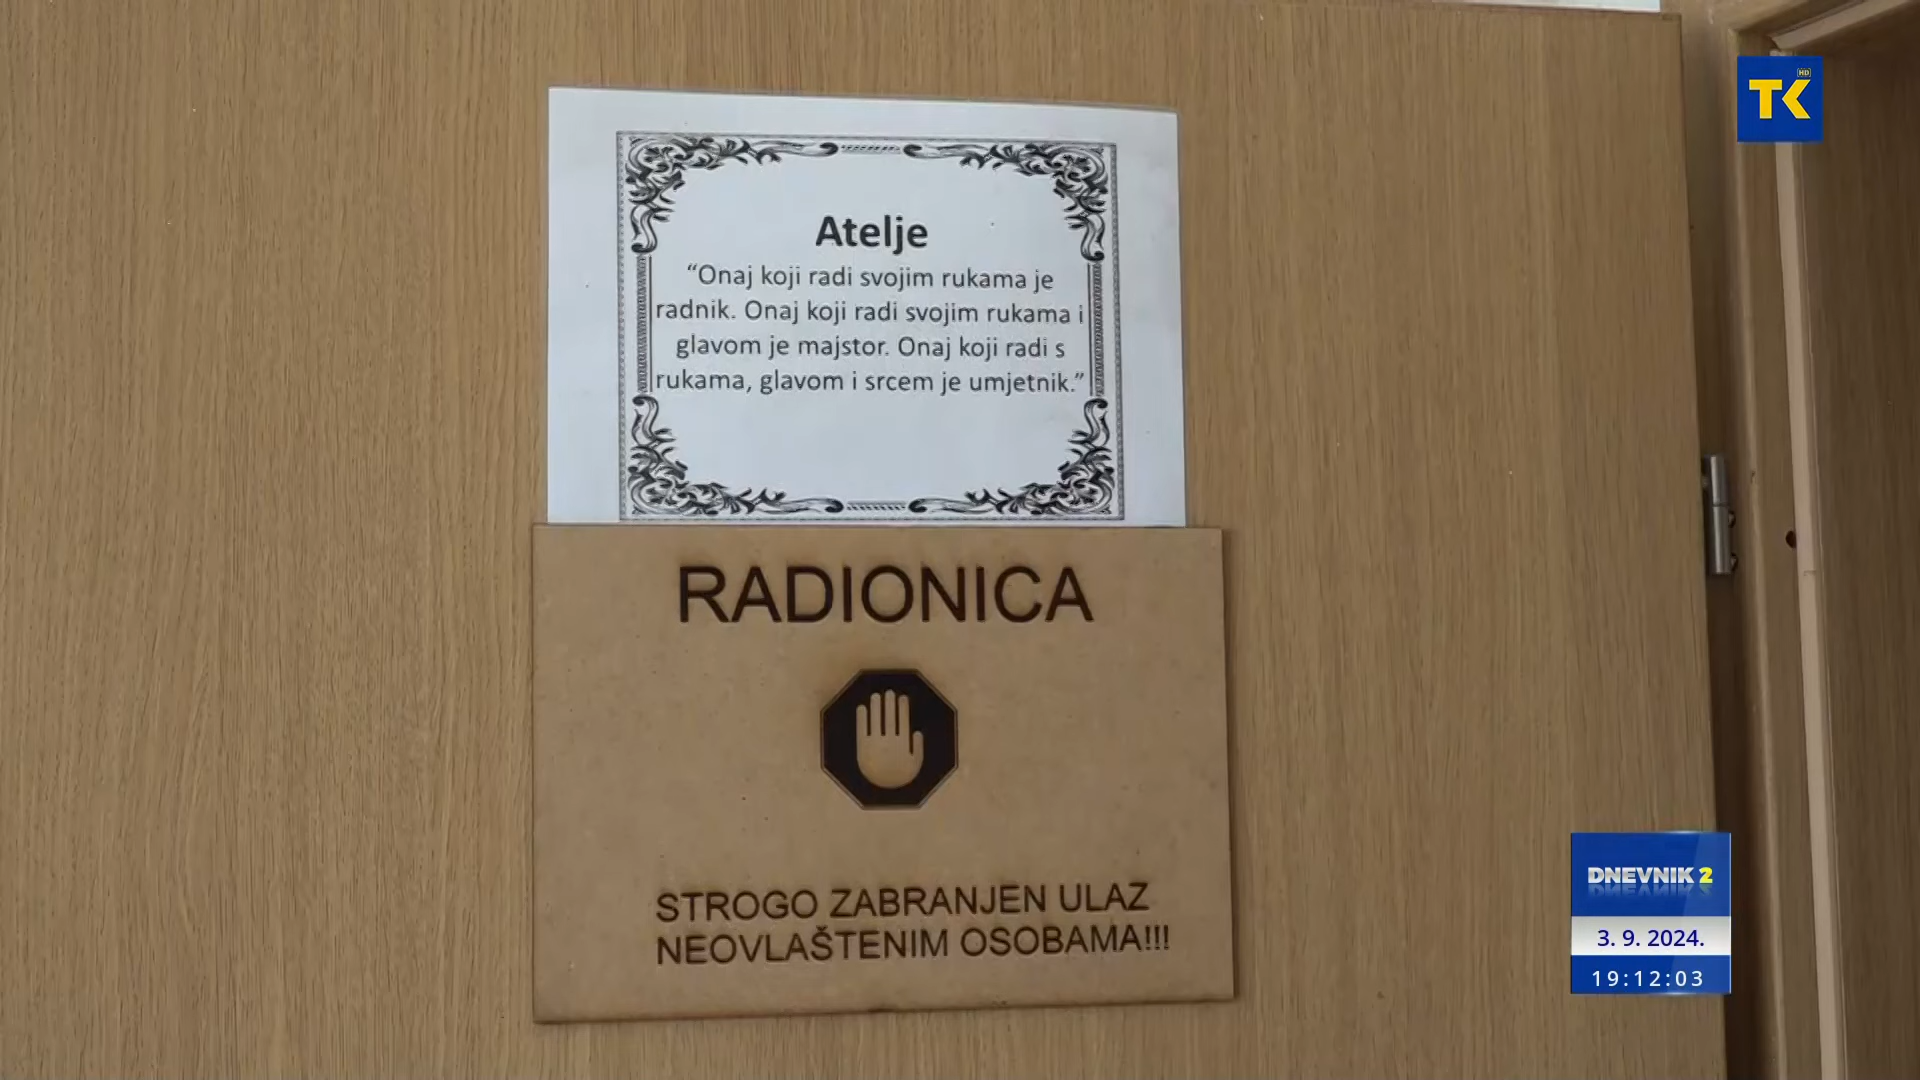 TK HD
Atelje
“Onaj koji radi svojim rukama je
radnik. Onaj koji radi svojim rukama i
glavom je majstor. Onaj koji radi s
rukama, glavom i srcem je umjetnik.”
RADIONICA
STROGO ZABRANJEN ULAZ
NEOVLAŠTENIM OSOBAMA!!!
DNEVNIK 2
3. 9. 2024.
19:12:03